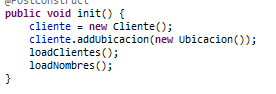 @PostConstruct
public void init() {
cliente = new Cliente();
cliente.addUbicacion(new Ubicacion());
loadClientes();
loadNombres();
}